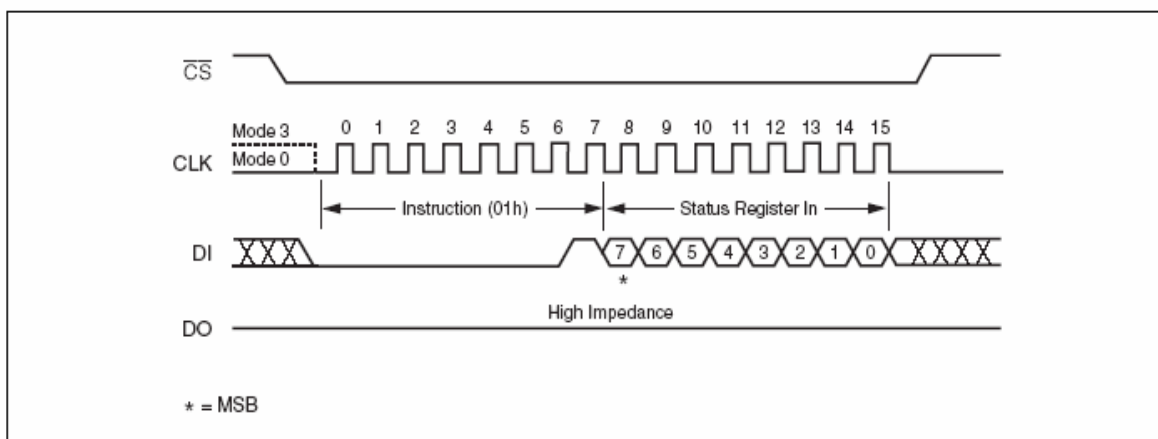 CS
Mode 3
0 1 2 3 4 5 6 7 8 9 10 11 12 13 14 15
Mode 0
CLK
Instruction (01h)
Status Register In
DI
7 6 5 4 3 2 1 0
*
High Impedance
DO
* = MSB